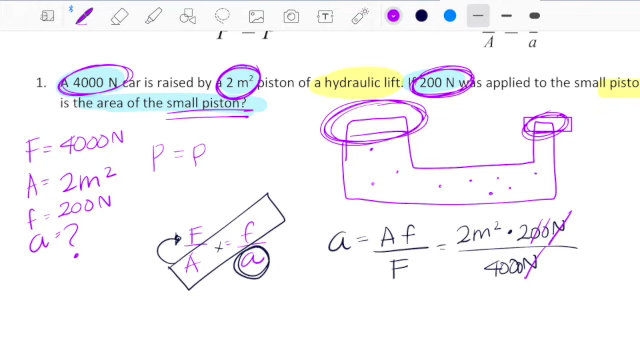 P = P
A = a
1. A 4000 N car is raised by a 2 m² piston of a hydraulic lift. If 200 N was applied to the small pisto
is the area of the small piston?
F = 4000N
A = 2m²
f = 200N
a = ?
P = P
F/A × = f/a
a = Af/F = 2m² · 200N/4000N